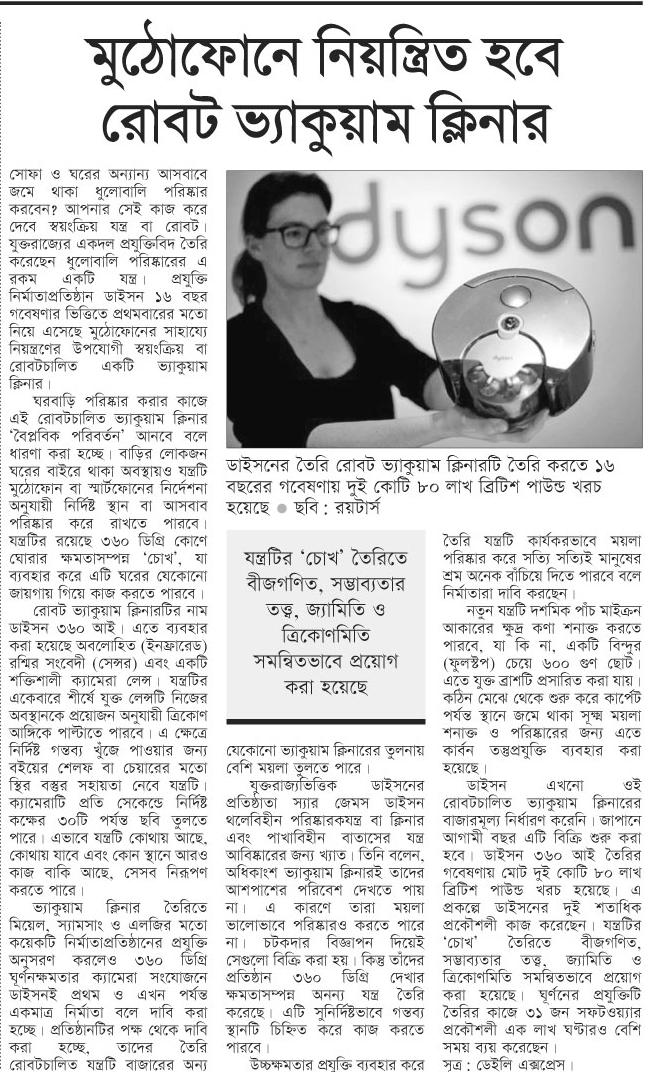 মুঠোফোনে নিয়ন্ত্রিত হবে
রোবট ভ্যাকুয়াম ক্লিনার
সোফা ও ঘরের অন্যান্য আসবাবে
জমে থাকা ধুলোবালি পরিষ্কার
করবেন? আপনার সেই কাজ করে
দেবে স্বয়ংক্রিয় যন্ত্র বা রোবট।
যুক্তরাজ্যের একদল প্রযুক্তিবিদ তৈরি
করেছেন ধুলোবালি পরিষ্কারের এ
রকম একটি যন্ত্র। প্রযুক্তি
নির্মাতাপ্রতিষ্ঠান ডাইসন ১৬ বছর
গবেষণার ভিত্তিতে প্রথমবারের মতো
নিয়ে এসেছে মুঠোফোনের সাহায্যে
নিয়ন্ত্রণের উপযোগী স্বয়ংক্রিয় বা
রোবটচালিত একটি ভ্যাকুয়াম
ক্লিনার।
ঘরবাড়ি পরিষ্কার করার কাজে
এই রোবটচালিত ভ্যাকুয়াম ক্লিনার
‘বৈপ্লবিক পরিবর্তন’ আনবে বলে
ধারণা করা হচ্ছে। বাড়ির লোকজন
ঘরের বাইরে থাকা অবস্থায়ও যন্ত্রটি
মুঠোফোন বা স্মার্টফোনের নির্দেশনা
অনুযায়ী নির্দিষ্ট স্থান বা আসবাব
পরিষ্কার করে রাখতে পারবে।
যন্ত্রটির রয়েছে ৩৬০ ডিগ্রি কোণে
ঘোরার ক্ষমতাসম্পন্ন ‘চোখ’, যা
ব্যবহার করে এটি ঘরের যেকোনো
জায়গায় গিয়ে কাজ করতে পারবে।
রোবট ভ্যাকুয়াম ক্লিনারটির নাম
ডাইসন ৩৬০ আই। এতে ব্যবহার
করা হয়েছে অবলোহিত (ইনফ্রারেড)
রশ্মির সংবেদী (সেন্সর) এবং একটি
শক্তিশালী ক্যামেরা লেন্স। যন্ত্রটির
একেবারে শীর্ষে যুক্ত লেন্সটি নিজের
অবস্থানকে প্রয়োজন অনুযায়ী ত্রিকোণ
আঙ্গিকে পাল্টাতে পারবে। এ ক্ষেত্রে
নির্দিষ্ট গন্তব্য খুঁজে পাওয়ার জন্য
বইয়ের শেলফ বা চেয়ারের মতো
স্থির বস্তুর সহায়তা নেবে যন্ত্রটি।
ক্যামেরাটি প্রতি সেকেন্ডে নির্দিষ্ট
কক্ষের ৩০টি পর্যন্ত ছবি তুলতে
পারে। এভাবে যন্ত্রটি কোথায় আছে,
কোথায় যাবে এবং কোন স্থানে আরও
কাজ বাকি আছে, সেসব নিরূপণ
করতে পারে।
ভ্যাকুয়াম ক্লিনার তৈরিতে
মিয়েল, স্যামসাং ও এলজির মতো
কয়েকটি নির্মাতাপ্রতিষ্ঠানের প্রযুক্তি
অনুসরণ করলেও ৩৬০ ডিগ্রি
ঘূর্ণনক্ষমতার ক্যামেরা সংযোজনে
ডাইসনই প্রথম ও এখন পর্যন্ত
একমাত্র নির্মাতা বলে দাবি করা
হচ্ছে। প্রতিষ্ঠানটির পক্ষ থেকে দাবি
করা হচ্ছে, তাদের তৈরি
রোবটচালিত যন্ত্রটি বাজারের অন্য
dyson
dyson
ডাইসনের তৈরি রোবট ভ্যাকুয়াম ক্লিনারটি তৈরি করতে ১৬
বছরের গবেষণায় দুই কোটি ৮০ লাখ ব্রিটিশ পাউন্ড খরচ
হয়েছে ● ছবি : রয়টার্স
যন্ত্রটির ‘চোখ’ তৈরিতে
বীজগণিত, সম্ভাব্যতার
তত্ত্ব, জ্যামিতি ও
ত্রিকোণমিতি
সমন্বিতভাবে প্রয়োগ
করা হয়েছে
যেকোনো ভ্যাকুয়াম ক্লিনারের তুলনায়
বেশি ময়লা তুলতে পারে।
যুক্তরাজ্যভিত্তিক ডাইসনের
প্রতিষ্ঠাতা স্যার জেমস ডাইসন
থলেবিহীন পরিষ্কারকযন্ত্র বা ক্লিনার
এবং পাখাবিহীন বাতাসের যন্ত্র
আবিষ্কারের জন্য খ্যাত। তিনি বলেন,
অধিকাংশ ভ্যাকুয়াম ক্লিনারই তাদের
আশপাশের পরিবেশ দেখতে পায়
না। এ কারণে তারা ময়লা
ভালোভাবে পরিষ্কারও করতে পারে
না। চটকদার বিজ্ঞাপন দিয়েই
সেগুলো বিক্রি করা হয়। কিন্তু তাঁদের
প্রতিষ্ঠান ৩৬০ ডিগ্রি দেখার
ক্ষমতাসম্পন্ন অনন্য যন্ত্র তৈরি
করেছে। এটি সুনির্দিষ্টভাবে গন্তব্য
স্থানটি চিহ্নিত করে কাজ করতে
পারবে।
উচ্চক্ষমতার প্রযুক্তি ব্যবহার করে
তৈরি যন্ত্রটি কার্যকরভাবে ময়লা
পরিষ্কার করে সত্যি সত্যিই মানুষের
শ্রম অনেক বাঁচিয়ে দিতে পারবে বলে
নির্মাতারা দাবি করছেন।
নতুন যন্ত্রটি দশমিক পাঁচ মাইক্রন
আকারের ক্ষুদ্র কণা শনাক্ত করতে
পারবে, যা কি না, একটি বিন্দুর
(ফুলস্টপ) চেয়ে ৬০০ গুণ ছোট।
এতে যুক্ত ব্রাশটি প্রসারিত করা যায়।
কঠিন মেঝে থেকে শুরু করে কার্পেট
পর্যন্ত স্থানে জমে থাকা সূক্ষ্ম ময়লা
শনাক্ত ও পরিষ্কারের জন্য এতে
কার্বন তন্তুপ্রযুক্তি ব্যবহার করা
হয়েছে।
ডাইসন এখনো ওই
রোবটচালিত ভ্যাকুয়াম ক্লিনারের
বাজারমূল্য নির্ধারণ করেনি। জাপানে
আগামী বছর এটি বিক্রি শুরু করা
হবে। ডাইসন ৩৬০ আই তৈরির
গবেষণায় মোট দুই কোটি ৮০ লাখ
ব্রিটিশ পাউন্ড খরচ হয়েছে। এ
প্রকল্পে ডাইসনের দুই শতাধিক
প্রকৌশলী কাজ করেছেন। যন্ত্রটির
‘চোখ’ তৈরিতে বীজগণিত,
সম্ভাব্যতার তত্ত্ব, জ্যামিতি ও
ত্রিকোণমিতি সমন্বিতভাবে প্রয়োগ
করা হয়েছে। ঘূর্ণনের প্রযুক্তিটি
তৈরির কাজে ৩১ জন সফটওয়্যার
প্রকৌশলী এক লাখ ঘণ্টারও বেশি
সময় ব্যয় করেছেন।
সূত্র : ডেইলি এক্সপ্রেস।